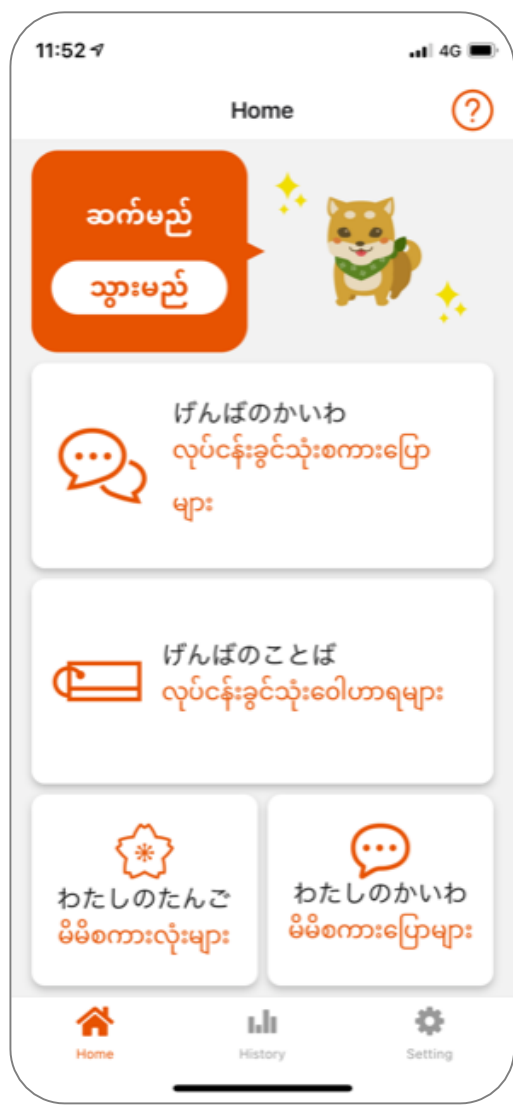 11:52
4G
Home
?
ဆက်မည်
သွားမည်
げんばのかいわ
လုပ်ငန်းခွင်သုံးစကားပြော
များ
げんばのことば
လုပ်ငန်းခွင်သုံးဝေါဟာရများ
わたしのたんご
မိမိစကားလုံးများ
わたしのかいわ
မိမိစကားပြောများ
Home
History
Setting